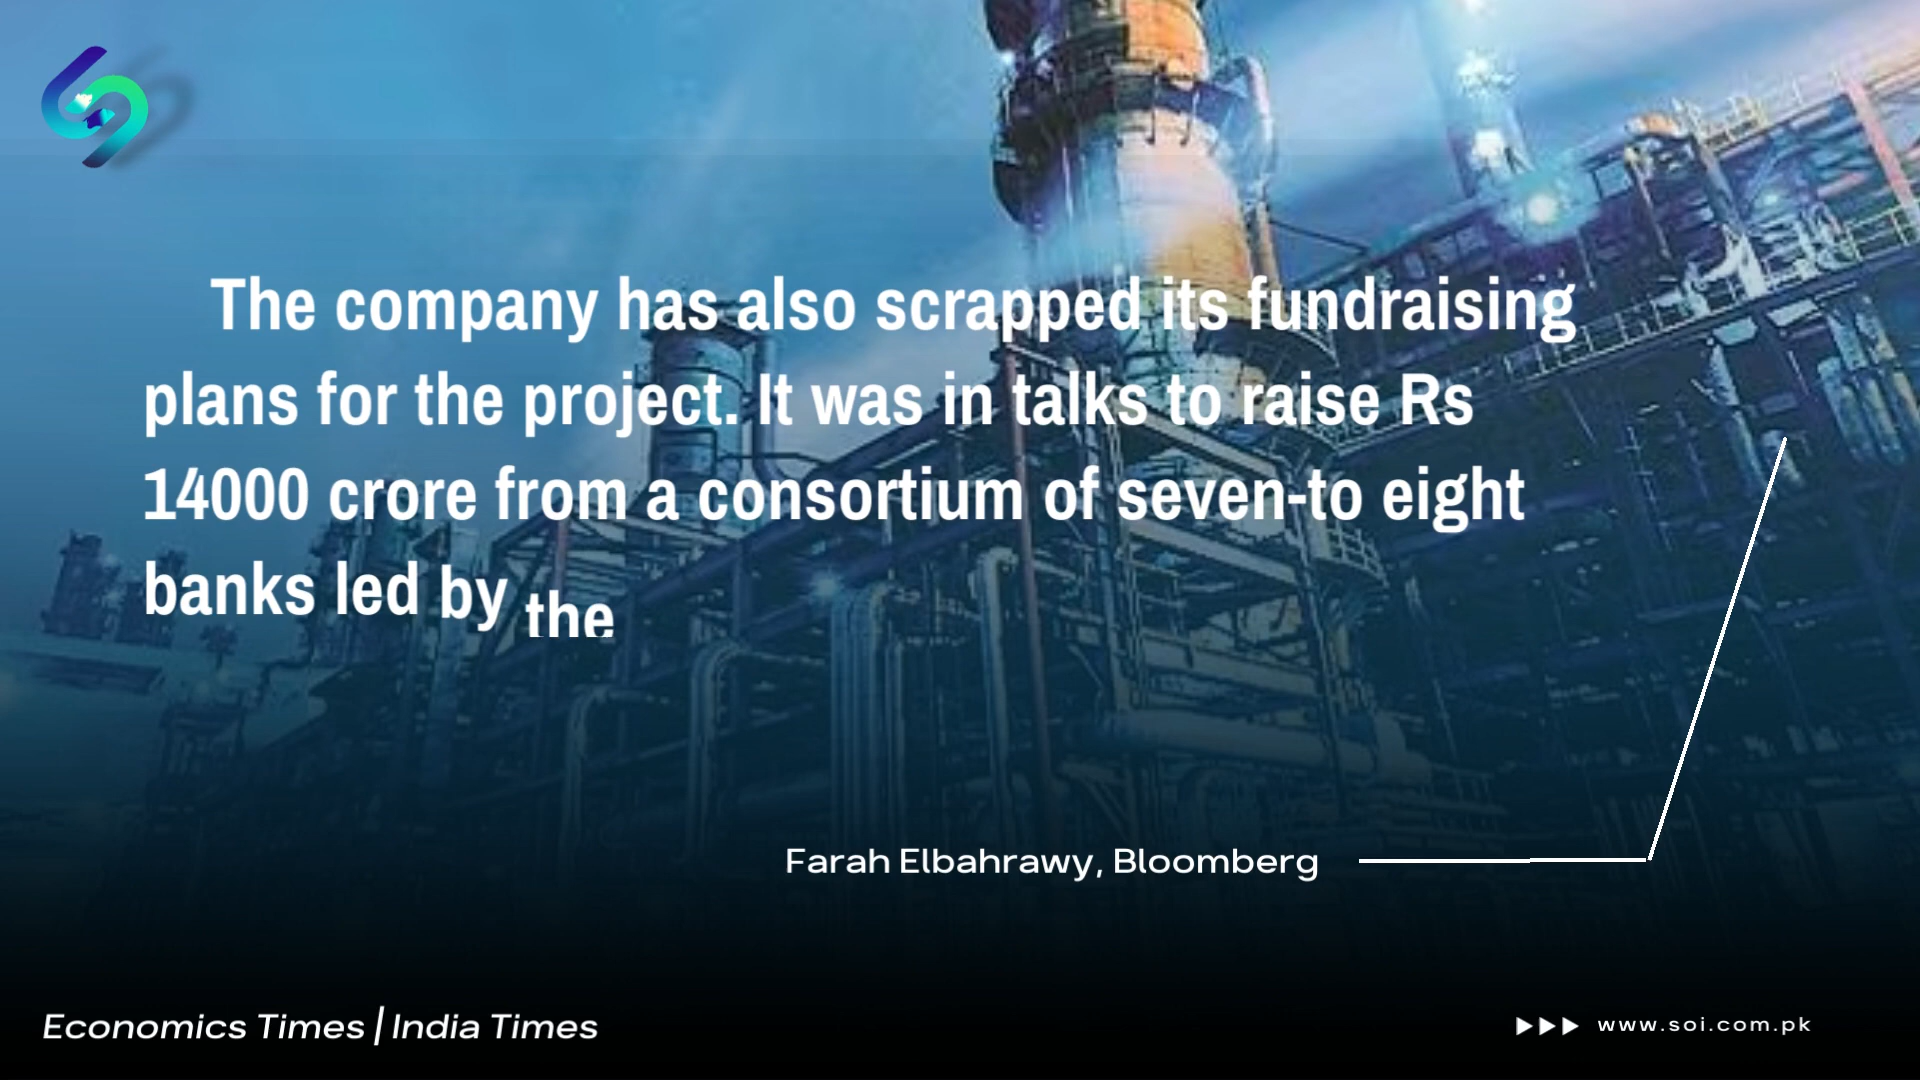 The company has also scrapped its fundraising
plans for the project. It was in talks to raise Rs
14000 crore from a consortium of seven-to eight
banks led by the
Farah Elbahrawy, Bloomberg
Economics Times | India Times
www.soi.com.pk